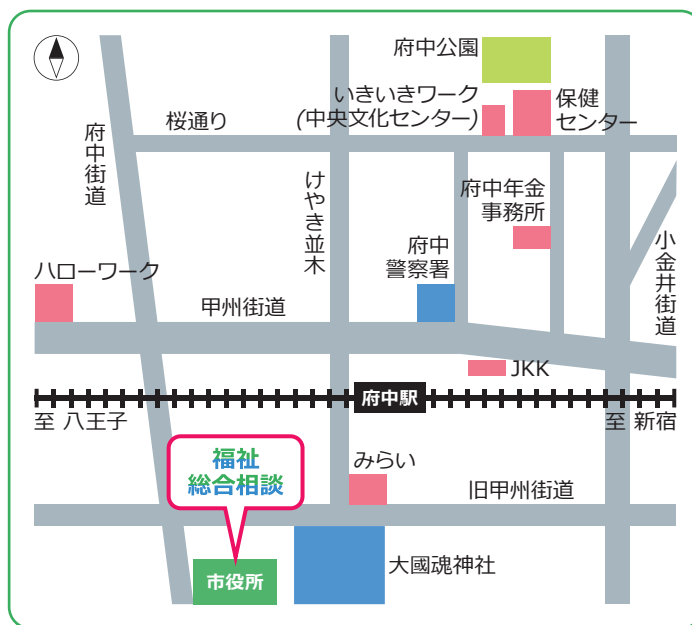 府中公園
いきいきワーク
(中央文化センター)
保健
センター
桜通り
府中街道
けやき並木
府中年金
事務所
府中
警察署
小金井街道
ハローワーク
甲州街道
JKK
府中駅
至 八王子
至 新宿
福祉
総合相談
みらい
旧甲州街道
市役所
大國魂神社